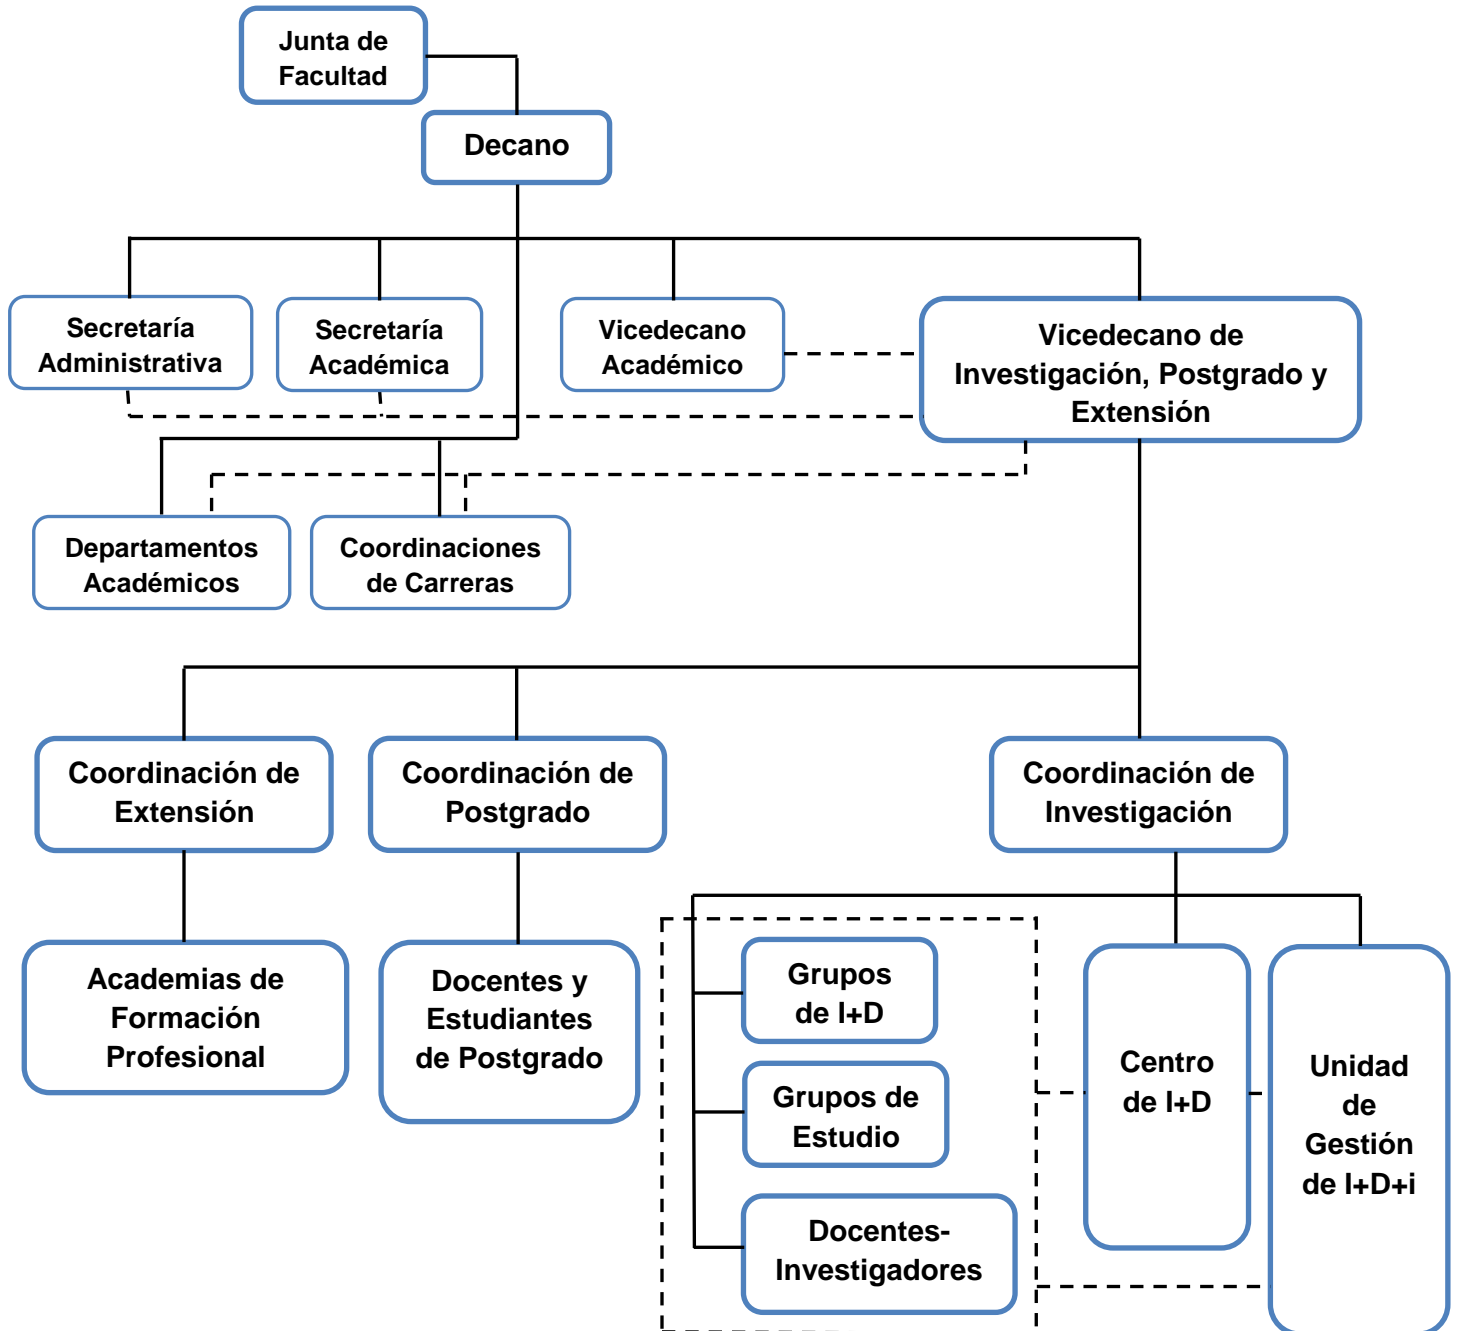 Junta de
Facultad
Decano
Secretaría
Administrativa
Secretaría
Académica
Vicedecano
Académico
Vicedecano de
Investigación, Postgrado y
Extensión
Departamentos
Académicos
Coordinaciones
de Carreras
Coordinación de
Extensión
Coordinación de
Postgrado
Coordinación de
Investigación
Academias de
Formación
Profesional
Docentes y
Estudiantes
de Postgrado
Grupos
de I+D
Grupos de
Estudio
Docentes-
Investigadores
Centro
de I+D
Unidad
de
Gestión
de I+D+i